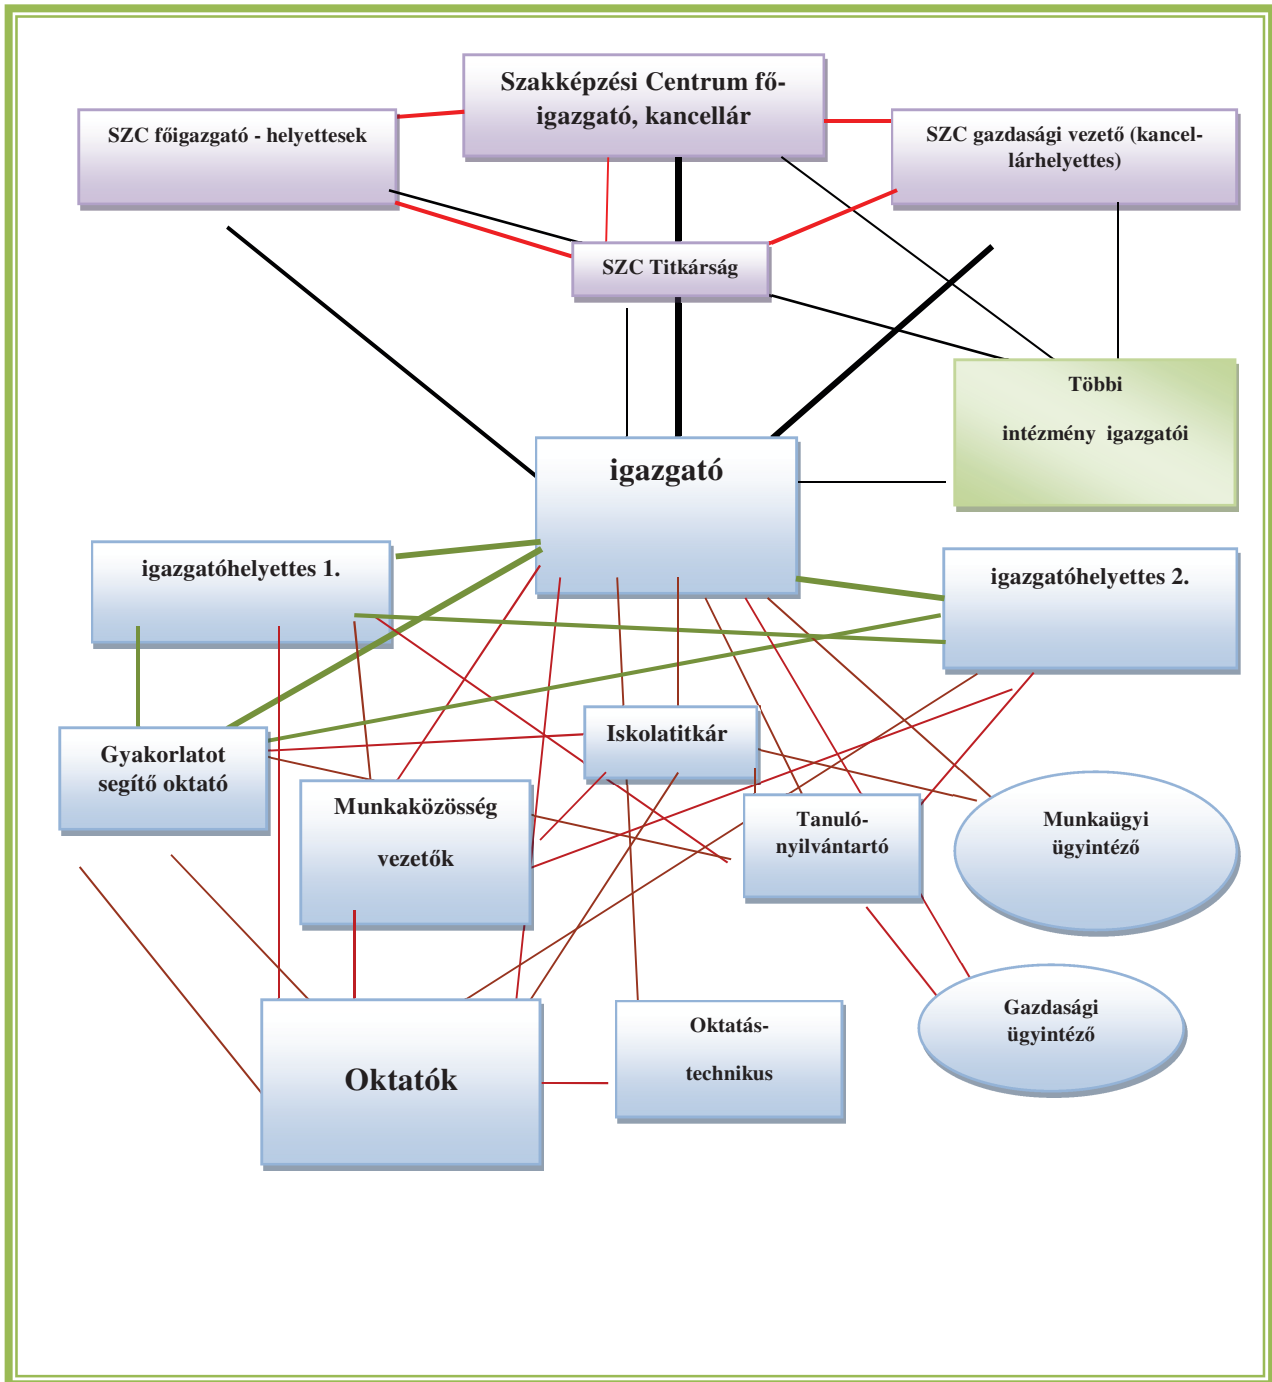 Szakképzési Centrum fő-
igazgató, kancellár
SZC főigazgató - helyettesek
SZC gazdasági vezető (kancel-
lárhelyettes)
SZC Titkárság
Többi
intézmény igazgatói
igazgató
igazgatóhelyettes 1.
igazgatóhelyettes 2.
Gyakorlatot
segítő oktató
Iskolatitkár
Munkaközösség
vezetők
Tanuló-
nyilvántartó
Munkaügyi
ügyintéző
Oktatók
Oktatás-
technikus
Gazdasági
ügyintéző